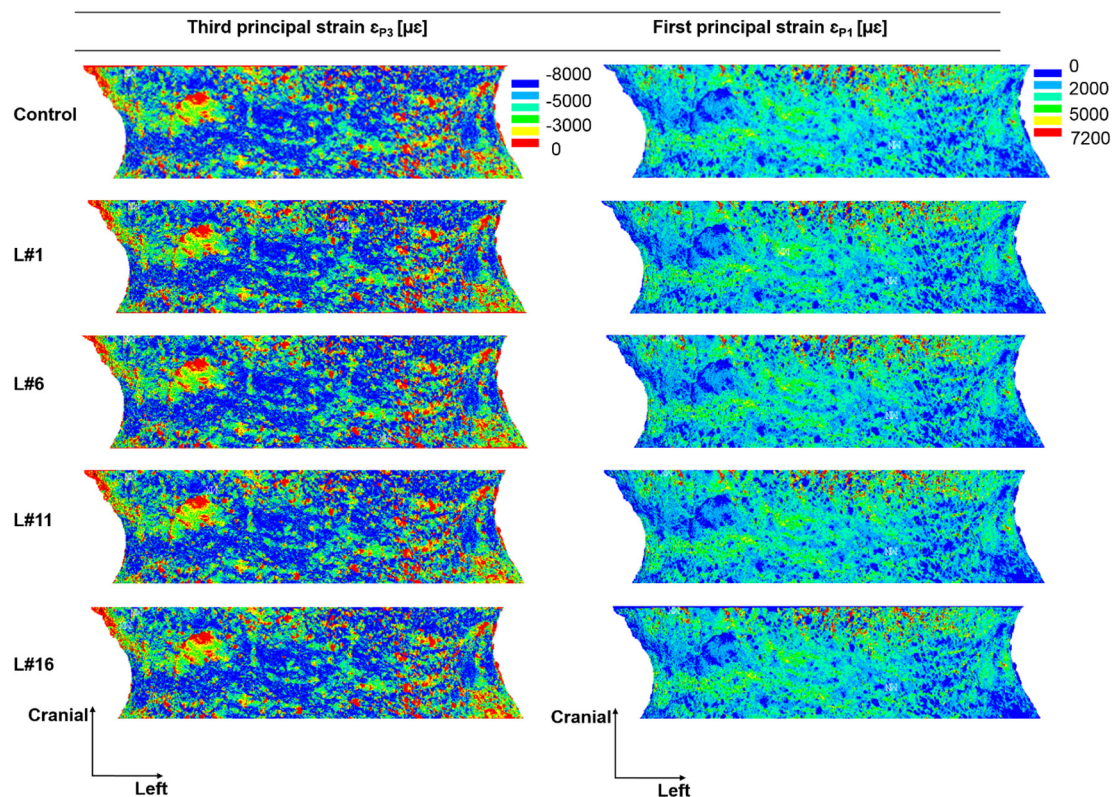 Third principal strain εP3 [με]
First principal strain εP1 [με]
Control
-8000
-5000
-3000
0
0
2000
5000
7200
L#1
L#6
L#11
L#16
Cranial
Left
Cranial
Left